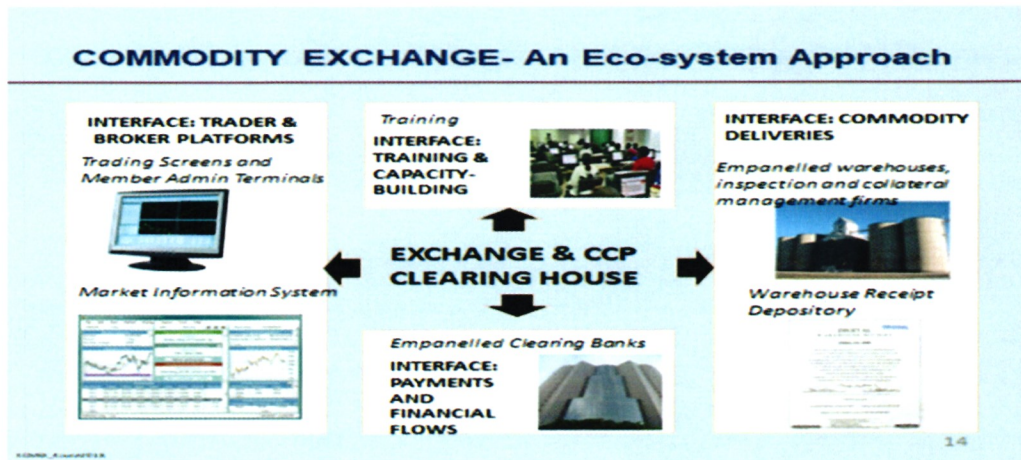 COMMODITY EXCHANGE- An Eco-system Approach
INTERFACE: TRADER &
BROKER PLATFORMS
Trading Screens and
Member Admin Terminals
Market Information System
Training
INTERFACE:
TRAINING &
CAPACITY-
BUILDING
EXCHANGE & CCP
CLEARING HOUSE
Empanelled Clearing Banks
INTERFACE:
PAYMENTS
AND
FINANCIAL
FLOWS
INTERFACE: COMMODITY
DELIVERIES
Empanelled warehouses,
inspection and collateral
management firms
Warehouse Receipt
Depository
14